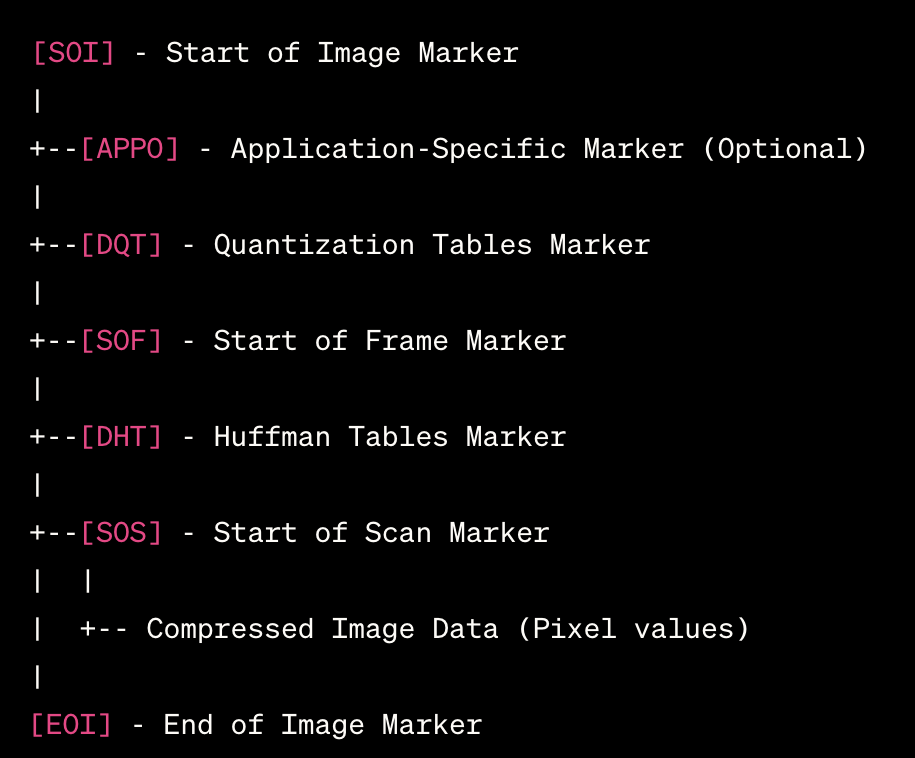 [SOI] - Start of Image Marker
|
+--[APPO] - Application-Specific Marker (Optional)
|
+--[DQT] - Quantization Tables Marker
|
+--[SOF] - Start of Frame Marker
|
+--[DHT] - Huffman Tables Marker
|
+--[SOS] - Start of Scan Marker
|  |
|  +-- Compressed Image Data (Pixel values)
|
[EOI] - End of Image Marker